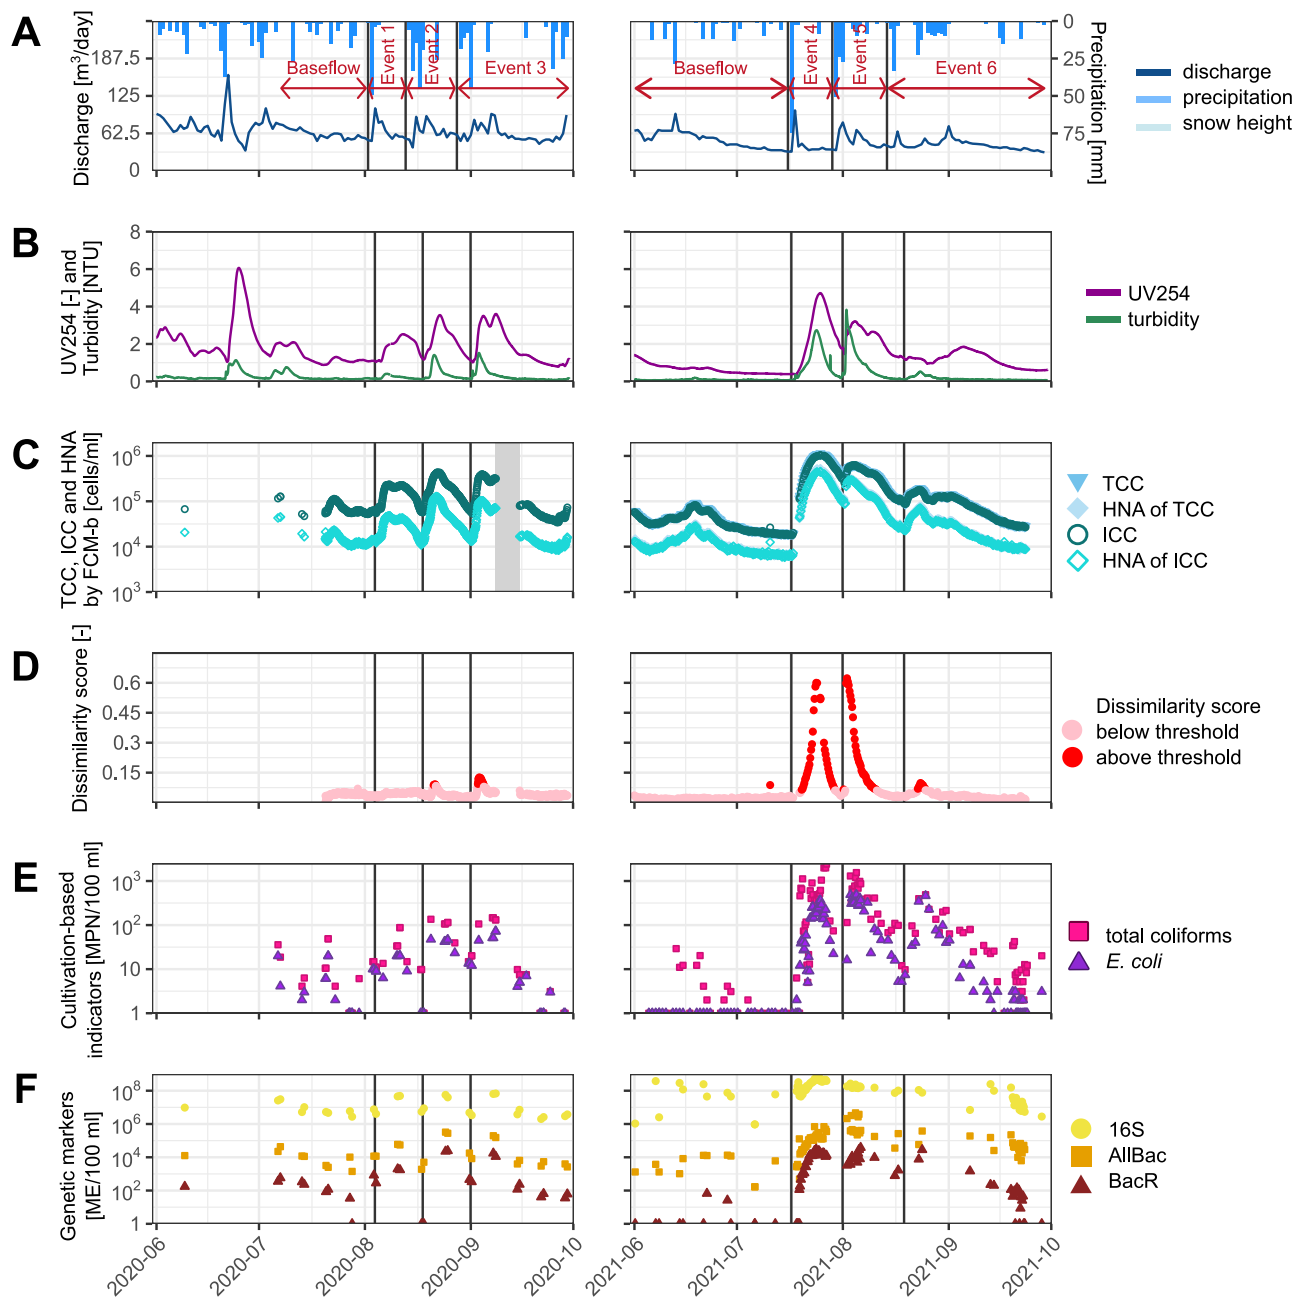 A
Discharge [m³/day]
187.5
125
62.5
0
Baseflow
Event 1
Event 2
Event 3
Baseflow
Event 4
Event 5
Event 6
0
25
50
75
Precipitation [mm]
discharge
precipitation
snow height
B
UV254 [-] and
Turbidity [NTU]
8
6
4
2
0
UV254
turbidity
C
TCC, ICC and HNA
by FCM-b [cells/ml]
10⁶
10⁵
10⁴
10³
TCC
HNA of TCC
ICC
HNA of ICC
D
Dissimilarity score [-]
0.6
0.45
0.3
0.15
Dissimilarity score
below threshold
above threshold
E
Cultivation-based
indicators [MPN/100 ml]
10³
10²
10
1
total coliforms
E. coli
F
Genetic markers
[ME/100 ml]
10⁸
10⁶
10⁴
10²
1
16S
AllBac
BacR
2020-06
2020-07
2020-08
2020-09
2020-10
2021-06
2021-07
2021-08
2021-09
2021-10